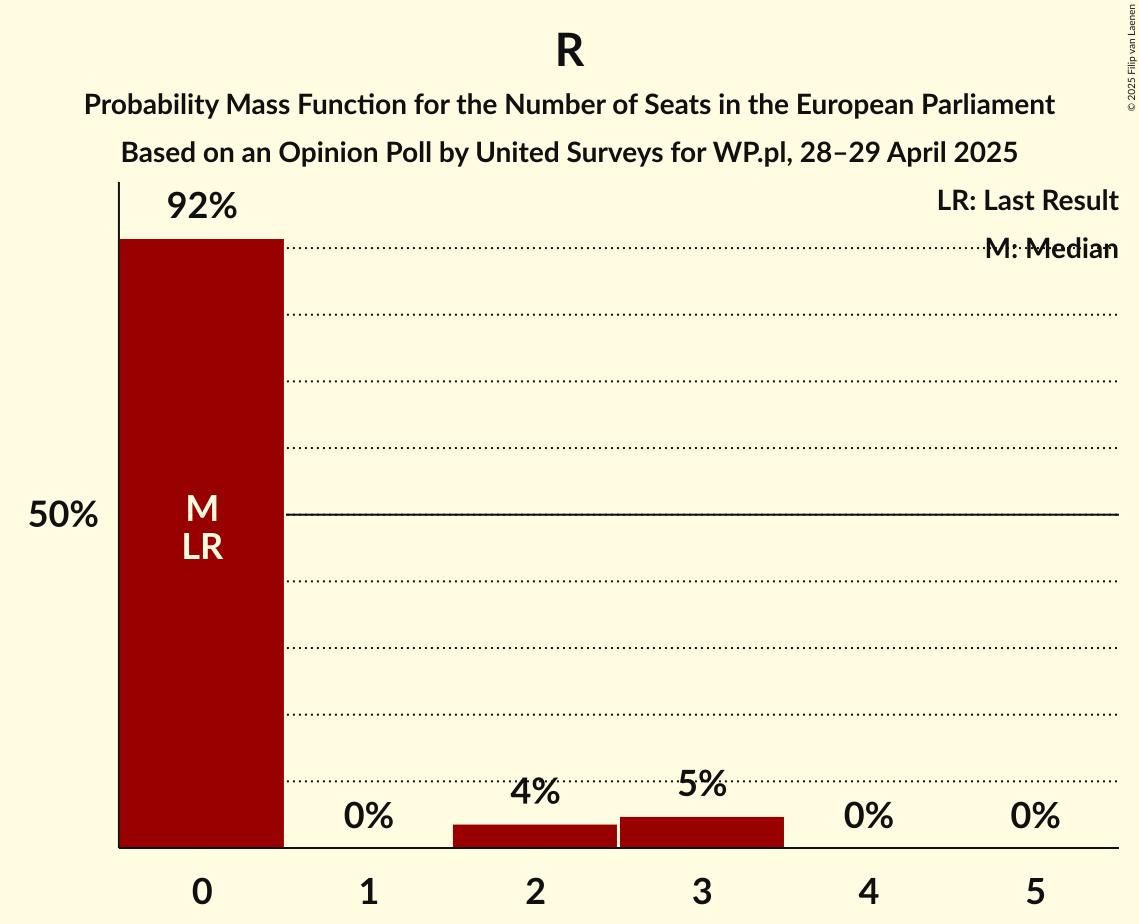 R
Probability Mass Function for the Number of Seats in the European Parliament
Based on an Opinion Poll by United Surveys for WP.pl, 28–29 April 2025
© 2025 Filip van Laenen
LR: Last Result
M: Median
92%
50%
M
LR
0%
4%
5%
0%
0%
0 1 2 3 4 5